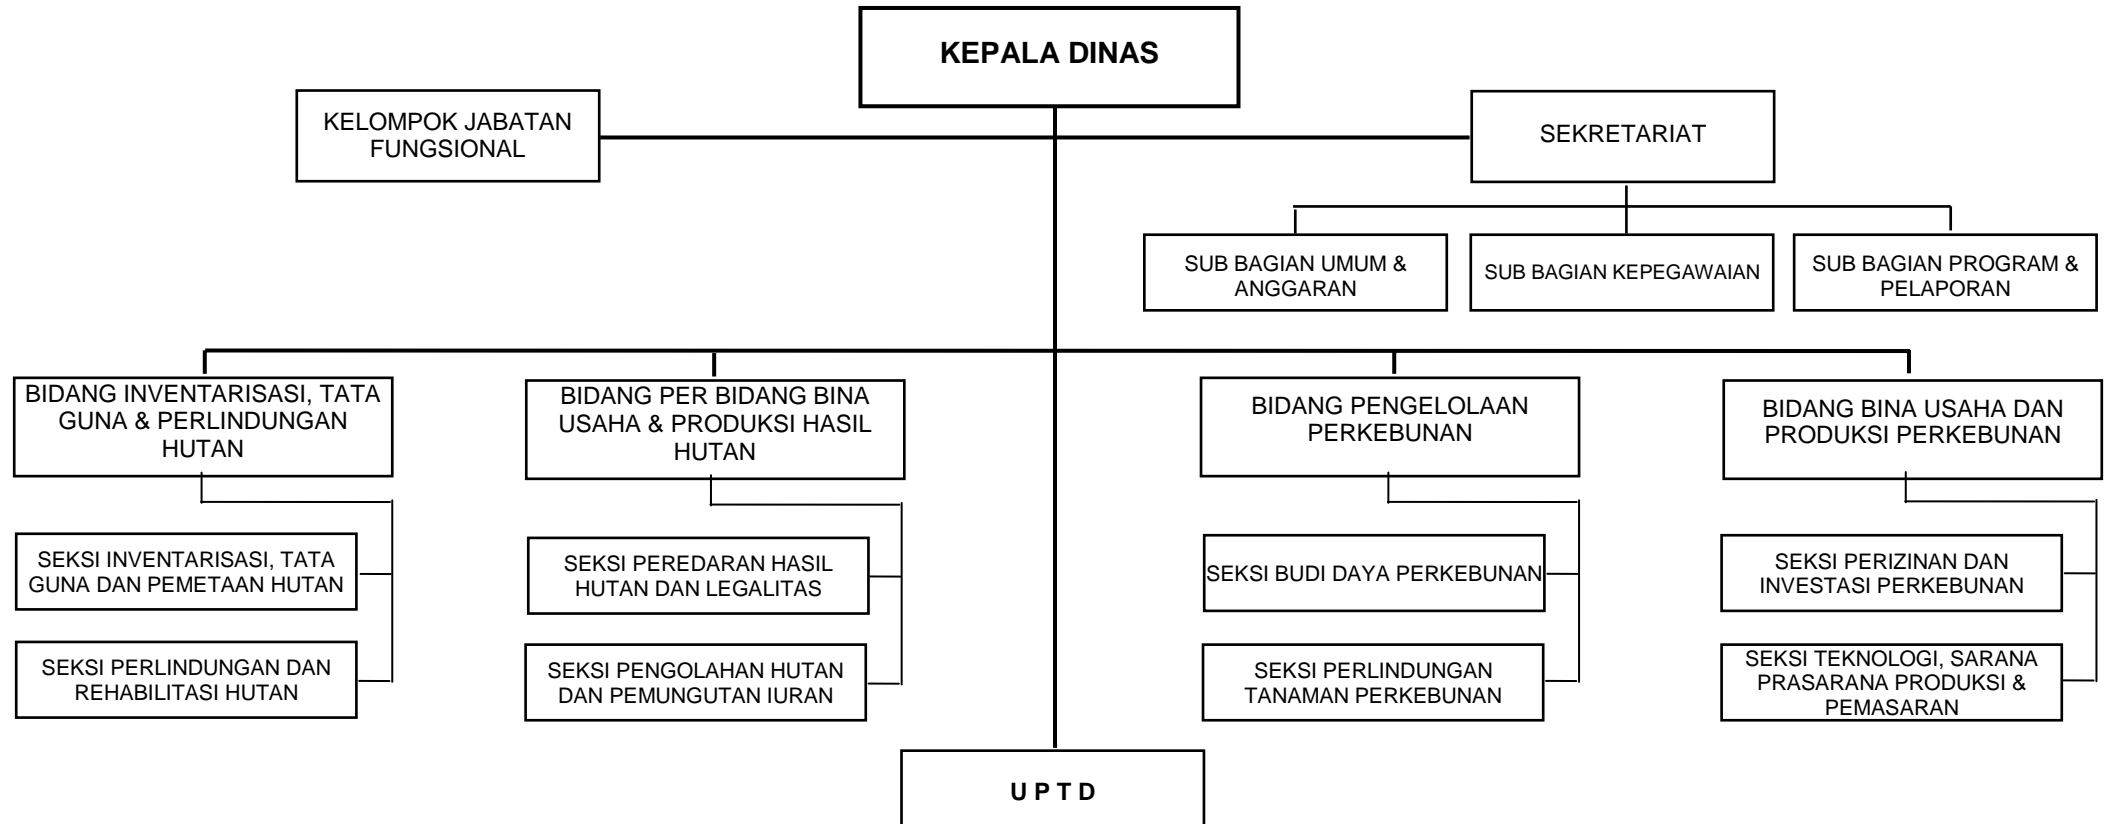 KEPALA DINAS
KELOMPOK JABATAN
FUNGSIONAL
SEKRETARIAT
SUB BAGIAN UMUM &
ANGGARAN
SUB BAGIAN KEPEGAWAIAN
SUB BAGIAN PROGRAM &
PELAPORAN
BIDANG INVENTARISASI, TATA
GUNA & PERLINDUNGAN
HUTAN
BIDANG PER BIDANG BINA
USAHA & PRODUKSI HASIL
HUTAN
BIDANG PENGELOLAAN
PERKEBUNAN
BIDANG BINA USAHA DAN
PRODUKSI PERKEBUNAN
SEKSI INVENTARISASI, TATA
GUNA DAN PEMETAAN HUTAN
SEKSI PEREDARAN HASIL
HUTAN DAN LEGALITAS
SEKSI BUDI DAYA PERKEBUNAN
SEKSI PERIZINAN DAN
INVESTASI PERKEBUNAN
SEKSI PERLINDUNGAN DAN
REHABILITASI HUTAN
SEKSI PENGOLAHAN HUTAN
DAN PEMUNGUTAN IURAN
SEKSI PERLINDUNGAN
TANAMAN PERKEBUNAN
SEKSI TEKNOLOGI, SARANA
PRASARANA PRODUKSI &
PEMASARAN
U P T D